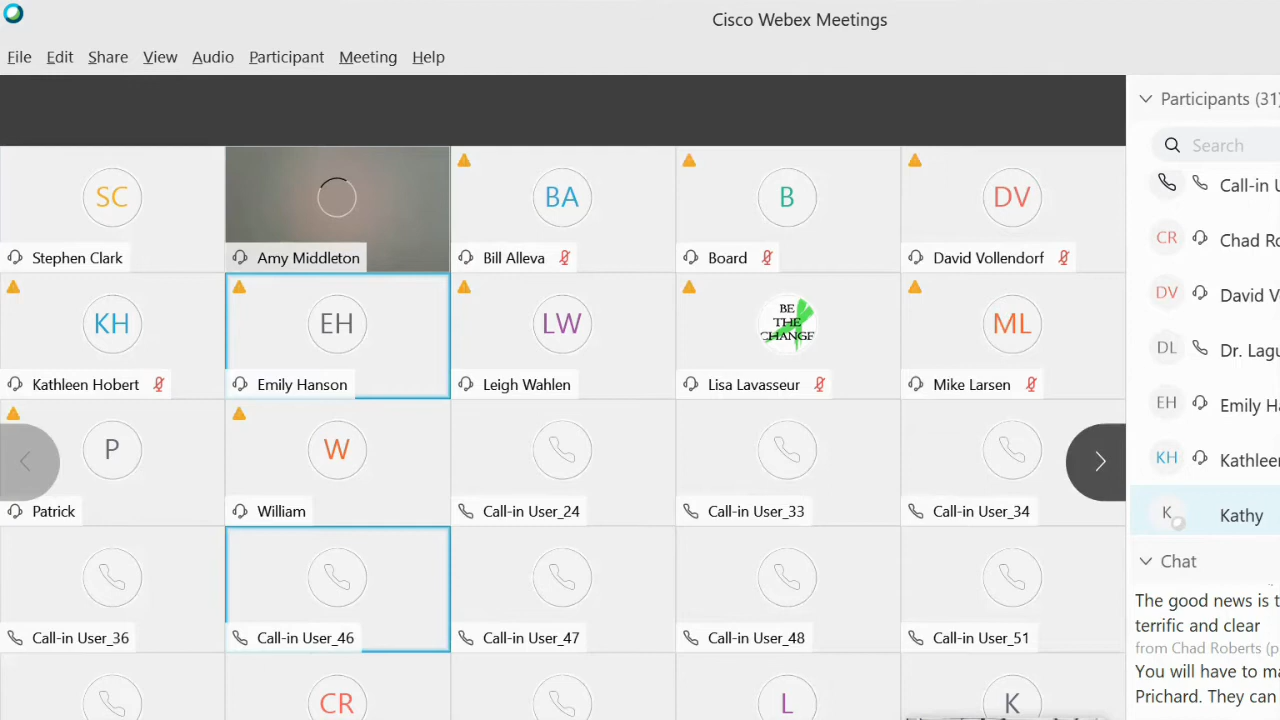 Cisco Webex Meetings
File Edit Share View Audio Participant Meeting Help
Participants (31)
Search
SC BA B DV
Stephen Clark Amy Middleton Bill Alleva Board David Vollendorf
KH EH LW BE THE CHANGE ML
Kathleen Hobert Emily Hanson Leigh Wahlen Lisa Lavasseur Mike Larsen
P W
Patrick William Call-in User_24 Call-in User_33 Call-in User_34
Call-in User_36 Call-in User_46 Call-in User_47 Call-in User_48 Call-in User_51
CR L K
Call-in U
CR Chad Ro
DV David V
DL Dr. Lagu
EH Emily Ha
KH Kathleen
K Kathy
Chat
The good news is t
terrific and clear
from Chad Roberts (p
You will have to ma
Prichard. They can